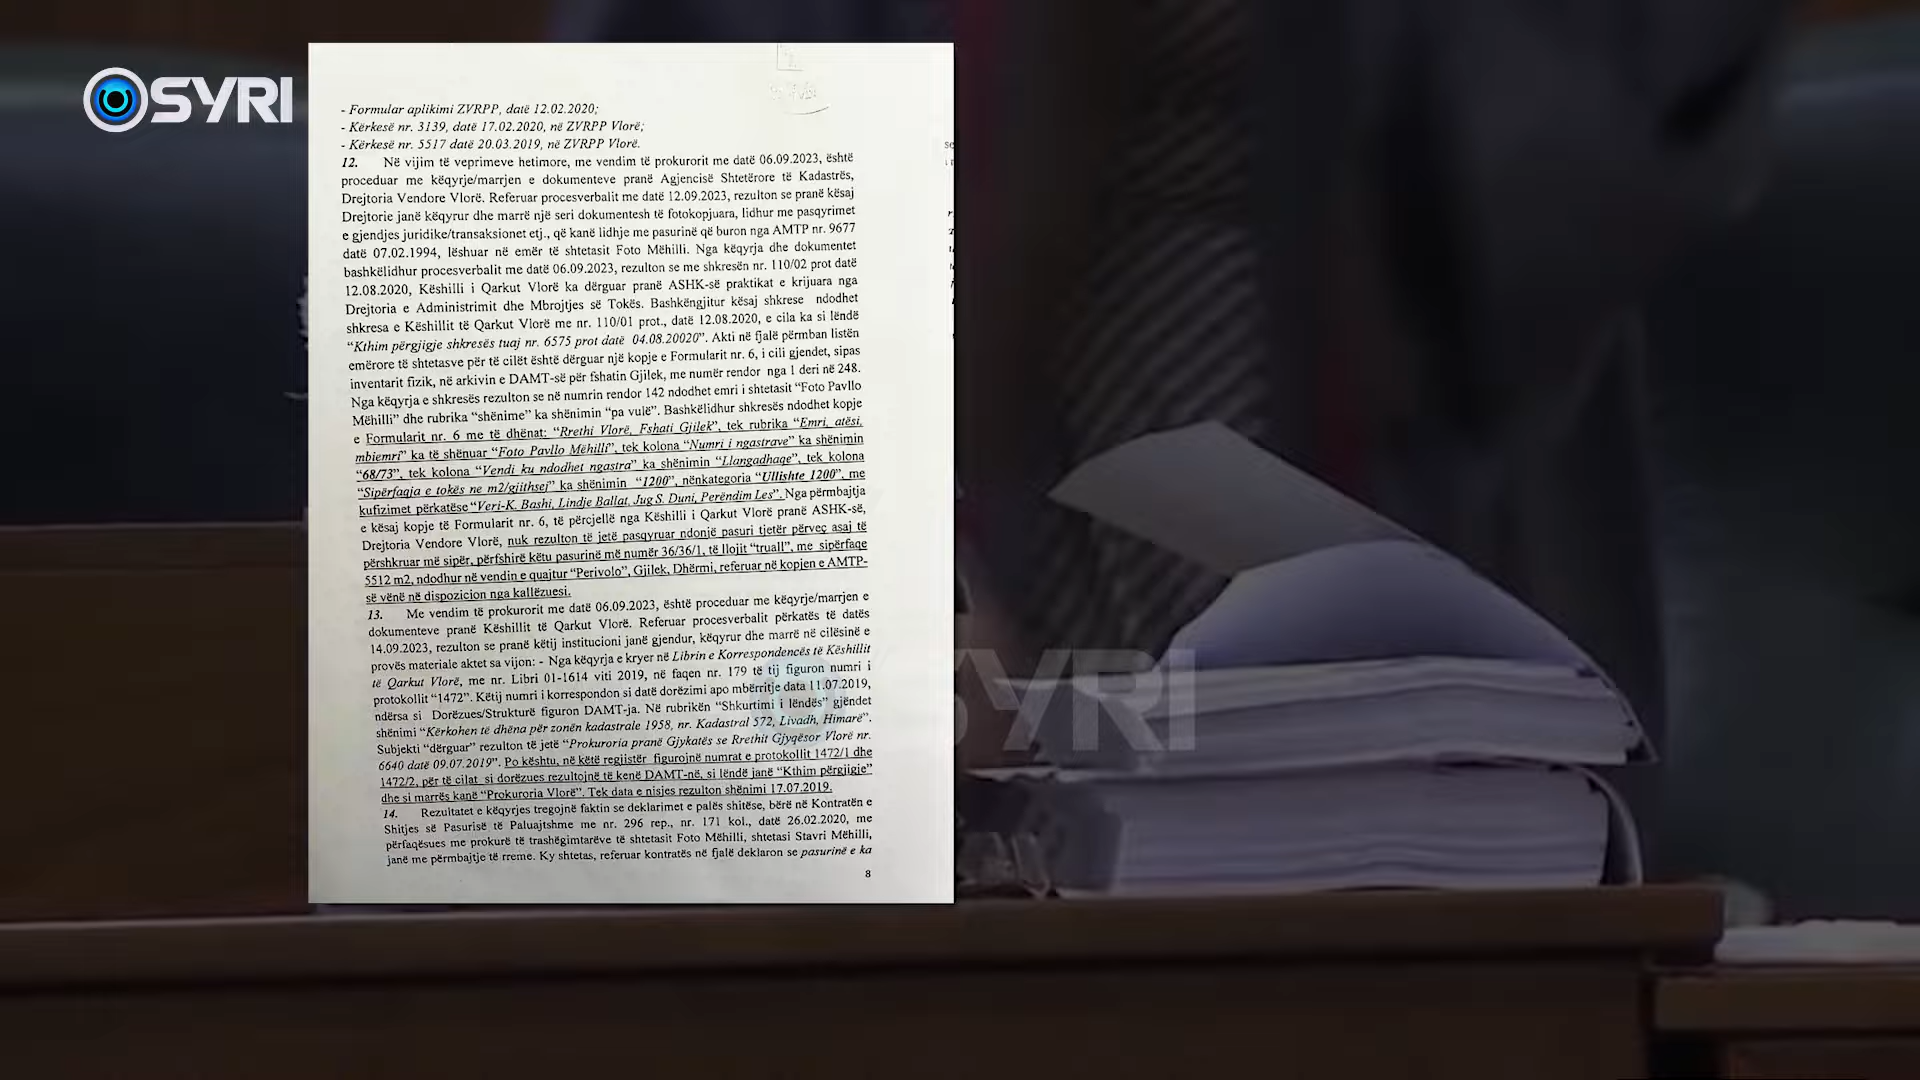 SYRI
- Formular aplikimi ZVRPP, datë 12.02.2020;
- Kërkesë nr. 3139, datë 17.02.2020, në ZVRPP Vlorë;
- Kërkesë nr. 5517 datë 20.03.2019, në ZVRPP Vlorë.
12. Në vijim të veprimeve hetimore, me vendim të prokurorit me datë 06.09.2023, është
proceduar me këqyrje/marrjen e dokumenteve pranë Agjencisë Shtetërore të Kadastrës,
Drejtoria Vendore Vlorë. Referuar procesverbalit me datë 12.09.2023, rezulton se pranë kësaj
Drejtorie janë këqyrur dhe marrë një seri dokumentesh të fotokopjuara, lidhur me pasqyrimet
e gjendjes juridike/transaksionet etj., që kanë lidhje me pasurinë që buron nga AMTP nr. 9677
datë 07.02.1994, lëshuar në emër të shtetasit Foto Mëhilli. Nga këqyrja dhe dokumentet
bashkëlidhur procesverbalit me datë 06.09.2023, rezulton se me shkresën nr. 110/02 prot datë
12.08.2020, Këshilli i Qarkut Vlorë ka dërguar pranë ASHK-së praktikat e krijuara nga
Drejtoria e Administrimit dhe Mbrojtjes së Tokës. Bashkëngjitur kësaj shkrese ndodhet
shkresa e Këshillit të Qarkut Vlorë me nr. 110/01 prot., datë 12.08.2020, e cila ka si lëndë
“Kthim përgjigje shkresës tuaj nr. 6575 prot datë 04.08.20020”. Akti në fjalë përmban listën
emërore të shtetasve për të cilët është dërguar një kopje e Formularit nr. 6, i cili gjendet, sipas
inventarit fizik, në arkivin e DAMT-së për fshatin Gjilek, me numër rendor nga 1 deri në 248.
Nga këqyrja e shkresës rezulton se në numrin rendor 142 ndodhet emri i shtetasit “Foto Pavllo
Mëhilli” dhe rubrika “shënime” ka shënimin “pa vulë”. Bashkëlidhur shkresës ndodhet kopje
e Formularit nr. 6 me të dhënat: “Rrethi Vlorë, Fshati Gjilek”, tek rubrika “Emri, atësi,
mbiemri” ka të shënuar “Foto Pavllo Mëhilli”, tek kolona “Numri i ngastrave” ka shënimin
“68/73”, tek kolona “Vendi ku ndodhet ngastra” ka shënimin “Llangadhaqe”, tek kolona
“Sipërfaqja e tokës ne m2/gjithsej” ka shënimin “1200”, nënkategoria “Ullishte 1200”, me
kufizimet përkatëse “Veri-K. Bashi, Lindje Ballat, Jug S. Duni, Perëndim Les”. Nga përmbajtja
e kësaj kopje të Formularit nr. 6, të përcjellë nga Këshilli i Qarkut Vlorë pranë ASHK-së,
Drejtoria Vendore Vlorë, nuk rezulton të jetë pasqyruar ndonjë pasuri tjetër përveç asaj të
përshkruar më sipër, përfshirë këtu pasurinë më numër 36/36/1, të llojit “truall”, me sipërfaqe
5512 m2, ndodhur në vendin e quajtur “Perivolo”, Gjilek, Dhërmi, referuar në kopjen e AMTP-
së vënë në dispozicion nga kallëzuesi.
13. Me vendim të prokurorit me datë 06.09.2023, është proceduar me këqyrje/marrjen e
dokumenteve pranë Këshillit të Qarkut Vlorë. Referuar procesverbalit përkatës të datës
14.09.2023, rezulton se pranë këtij institucioni janë gjendur, këqyrur dhe marrë në cilësinë e
provës materiale aktet sa vijon: - Nga këqyrja e kryer në Librin e Korrespondencës të Këshillit
të Qarkut Vlorë, me nr. Libri 01-1614 viti 2019, në faqen nr. 179 të tij figuron numri i
protokollit “1472”. Këtij numri i korrespondon si datë dorëzimi apo mbërritje data 11.07.2019,
ndërsa si Dorëzues/Strukturë figuron DAMT-ja. Në rubrikën “Shkurtimi i lëndës” gjendet
shënimi “Kërkohen të dhëna për zonën kadastrale 1958, nr. Kadastral 572, Livadh, Himarë”.
Subjekti “dërguar” rezulton të jetë “Prokuroria pranë Gjykatës se Rrethit Gjyqësor Vlorë nr.
6640 datë 09.07.2019”. Po kështu, në këtë regjistër figurojnë numrat e protokollit 1472/1 dhe
1472/2, për të cilat si dorëzues rezultojnë të kenë DAMT-në, si lëndë janë “Kthim përgjigje”
dhe si marrës kanë “Prokuroria Vlorë”. Tek data e nisjes rezulton shënimi 17.07.2019.
14. Rezultatet e këqyrjes tregojnë faktin se deklarimet e palës shitëse, bërë në Kontratën e
Shitjes së Pasurisë të Paluajtshme me nr. 296 rep., nr. 171 kol., datë 26.02.2020, me
përfaqësues me prokurë të trashëgimtarëve të shtetasit Foto Mëhilli, shtetasi Stavri Mëhilli,
janë me përmbajtje të rreme. Ky shtetas, referuar kontratës në fjalë deklaron se pasurinë e ka
8
SYRI